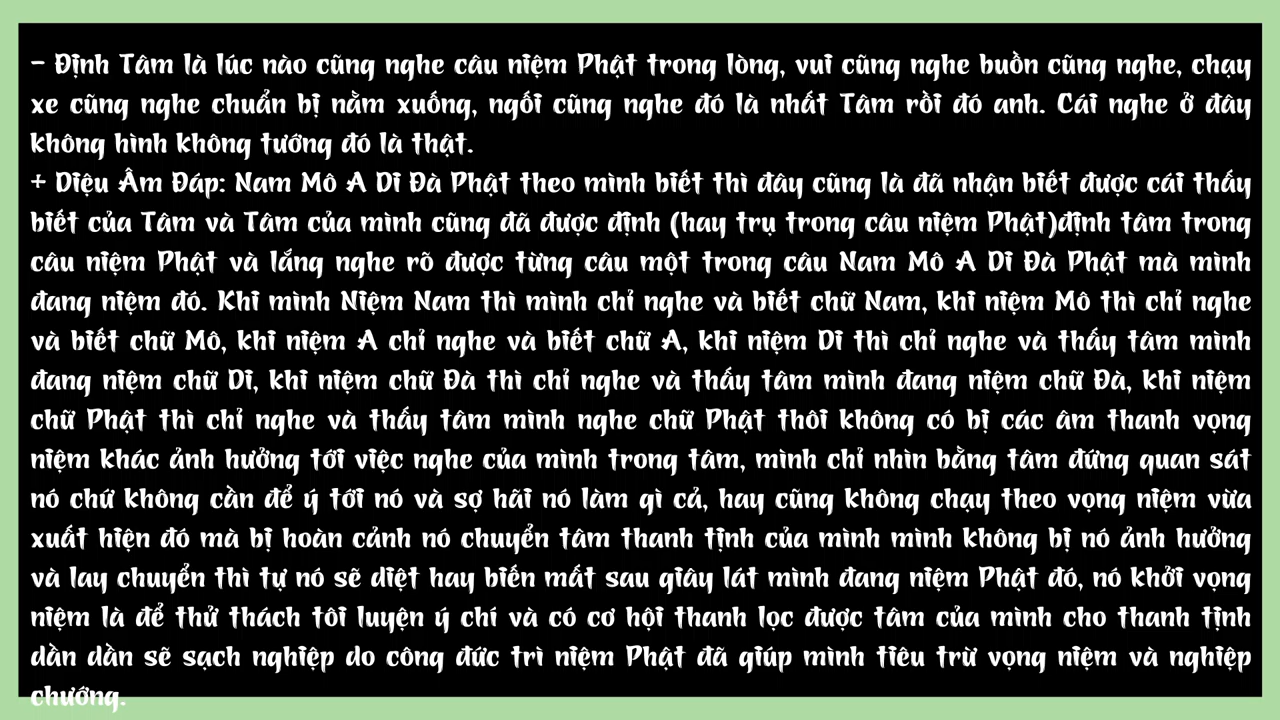 - Định Tâm là lúc nào cũng nghe câu niệm Phật trong lòng, vui cũng nghe buồn cũng nghe, chạy
xe cũng nghe chuẩn bị nằm xuống, ngối cũng nghe đó là nhất Tâm rồi đó anh. Cái nghe ở đây
không hình không tướng đó là thật.
+ Diệu Âm Đáp: Nam Mô A Di Đà Phật theo mình biết thì đây cũng là đã nhận biết được cái thấy
biết của Tâm và Tâm của mình cũng đã được định (hay trụ trong câu niệm Phật)định tâm trong
câu niệm Phật và lắng nghe rõ được từng câu một trong câu Nam Mô A Di Đà Phật mà mình
đang niệm đó. Khi mình Niệm Nam thì mình chỉ nghe và biết chữ Nam, khi niệm Mô thì chỉ nghe
và biết chữ Mô, khi niệm A chỉ nghe và biết chữ A, khi niệm Di thì chỉ nghe và thấy tâm mình
đang niệm chữ Di, khi niệm chữ Đà thì chỉ nghe và thấy tâm mình đang niệm chữ Đà, khi niệm
chữ Phật thì chỉ nghe và thấy tâm mình nghe chữ Phật thôi không có bị các âm thanh vọng
niệm khác ảnh hưởng tới việc nghe của mình trong tâm, mình chỉ nhìn bằng tâm đứng quan sát
nó chứ không cần để ý tới nó và sợ hãi nó làm gì cả, hay cũng không chạy theo vọng niệm vừa
xuất hiện đó mà bị hoàn cảnh nó chuyển tâm thanh tịnh của mình mình không bị nó ảnh hưởng
và lay chuyển thì tự nó sẽ diệt hay biến mất sau giây lát mình đang niệm Phật đó, nó khởi vọng
niệm là để thử thách tôi luyện ý chí và có cơ hội thanh lọc được tâm của mình cho thanh tịnh
dần dần sẽ sạch nghiệp do công đức trì niệm Phật đã giúp mình tiêu trừ vọng niệm và nghiệp
chướng.